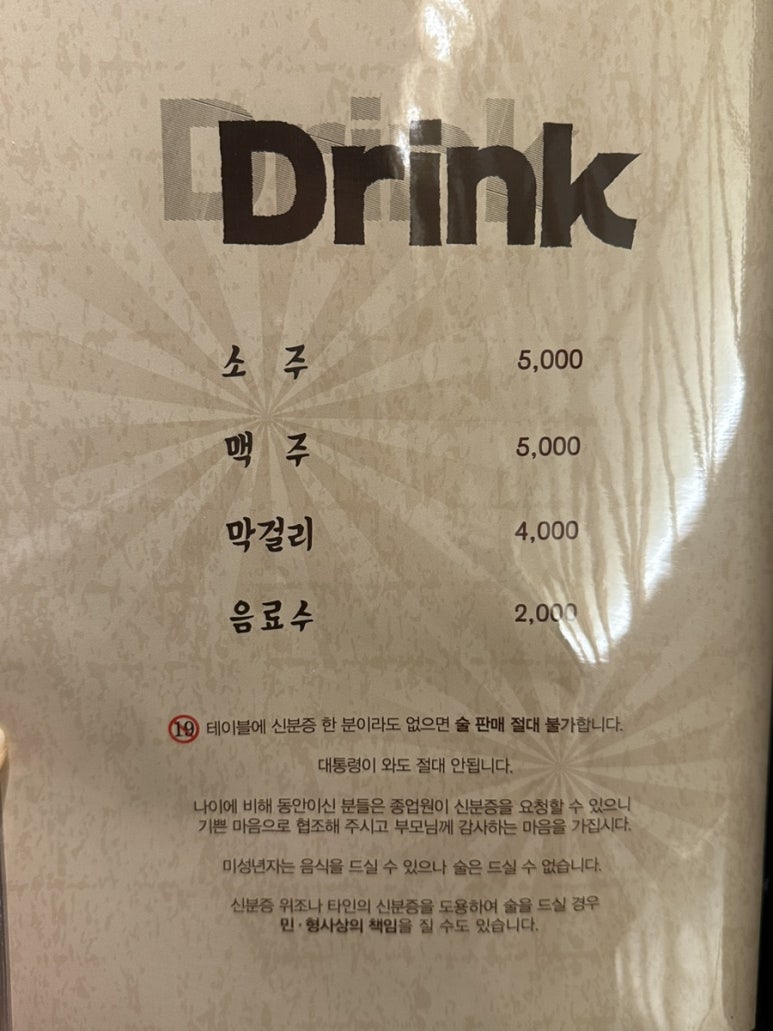 Drink
소 주 5,000
맥 주 5,000
막걸리 4,000
음료수 2,000
19 테이블에 신분증 한 분이라도 없으면 술 판매 절대 불가합니다.
대통령이 와도 절대 안됩니다.
나이에 비해 동안이신 분들은 종업원이 신분증을 요청할 수 있으니
기쁜 마음으로 협조해 주시고 부모님께 감사하는 마음을 가집시다.
미성년자는 음식을 드실 수 있으나 술은 드실 수 없습니다.
신분증 위조나 타인의 신분증을 도용하여 술을 드실 경우
민·형사상의 책임을 질 수도 있습니다.